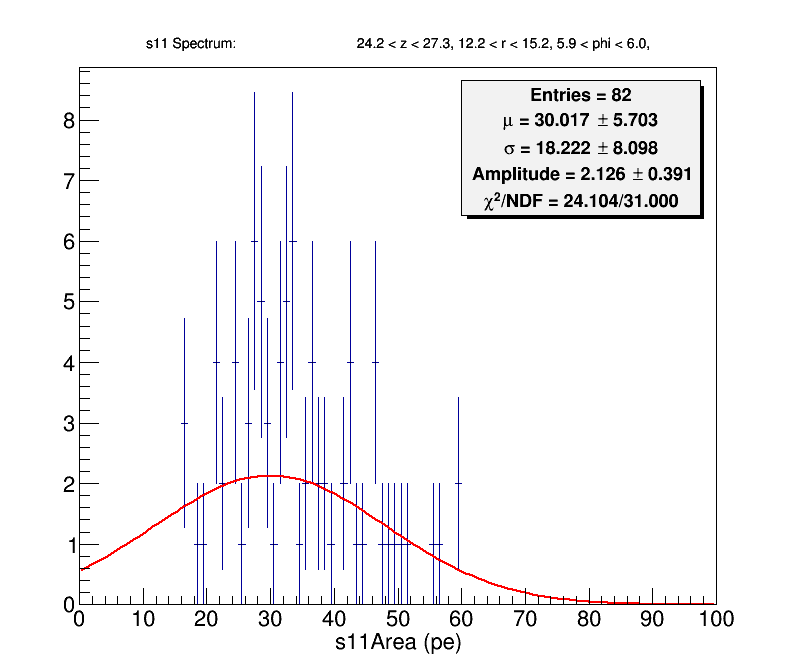 s11 Spectrum: 24.2 < z < 27.3, 12.2 < r < 15.2, 5.9 < phi < 6.0,
Entries = 82
μ = 30.017 ± 5.703
σ = 18.222 ± 8.098
Amplitude = 2.126 ± 0.391
χ²/NDF = 24.104/31.000
8
7
6
5
4
3
2
1
0
0 10 20 30 40 50 60 70 80 90 100
s11Area (pe)